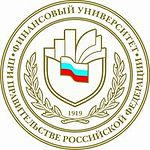 ФИНАНСОВЫЙ УНИВЕРСИТЕТ
ПРИ ПРАВИТЕЛЬСТВЕ РОССИЙСКОЙ ФЕДЕРАЦИИ
1919